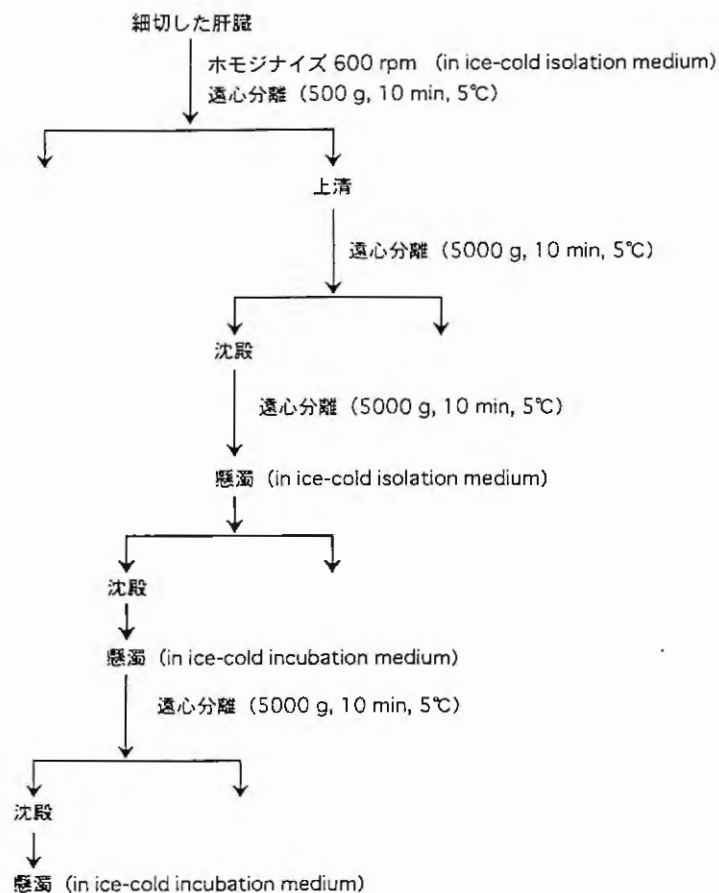 細切した肝臓
ホモジナイズ 600 rpm (in ice-cold isolation medium)
遠心分離 (500 g, 10 min, 5℃)
上清
遠心分離 (5000 g, 10 min, 5℃)
沈殿
遠心分離 (5000 g, 10 min, 5℃)
懸濁 (in ice-cold isolation medium)
沈殿
懸濁 (in ice-cold incubation medium)
遠心分離 (5000 g, 10 min, 5℃)
沈殿
懸濁 (in ice-cold incubation medium)